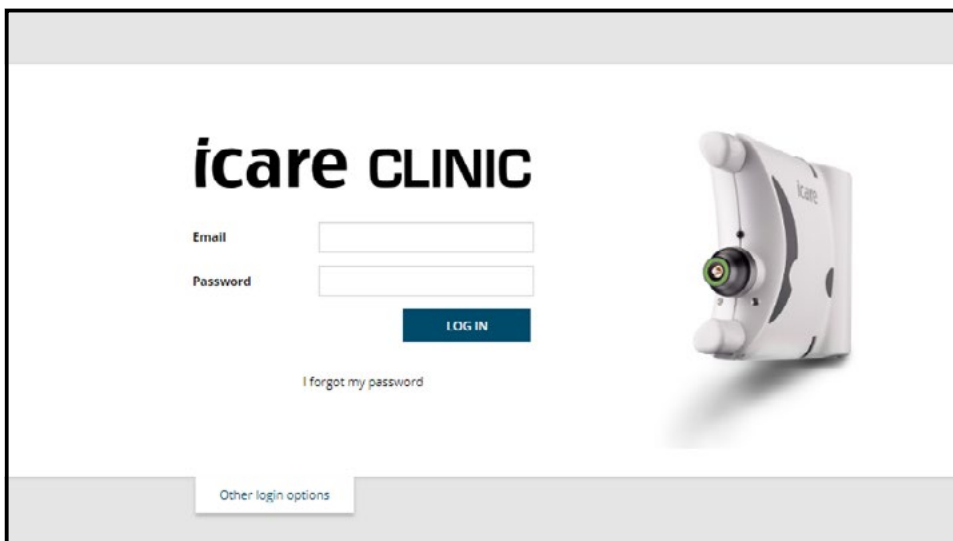 icare CLINIC
icare
Email
Password
LOG IN
I forgot my password
Other login options